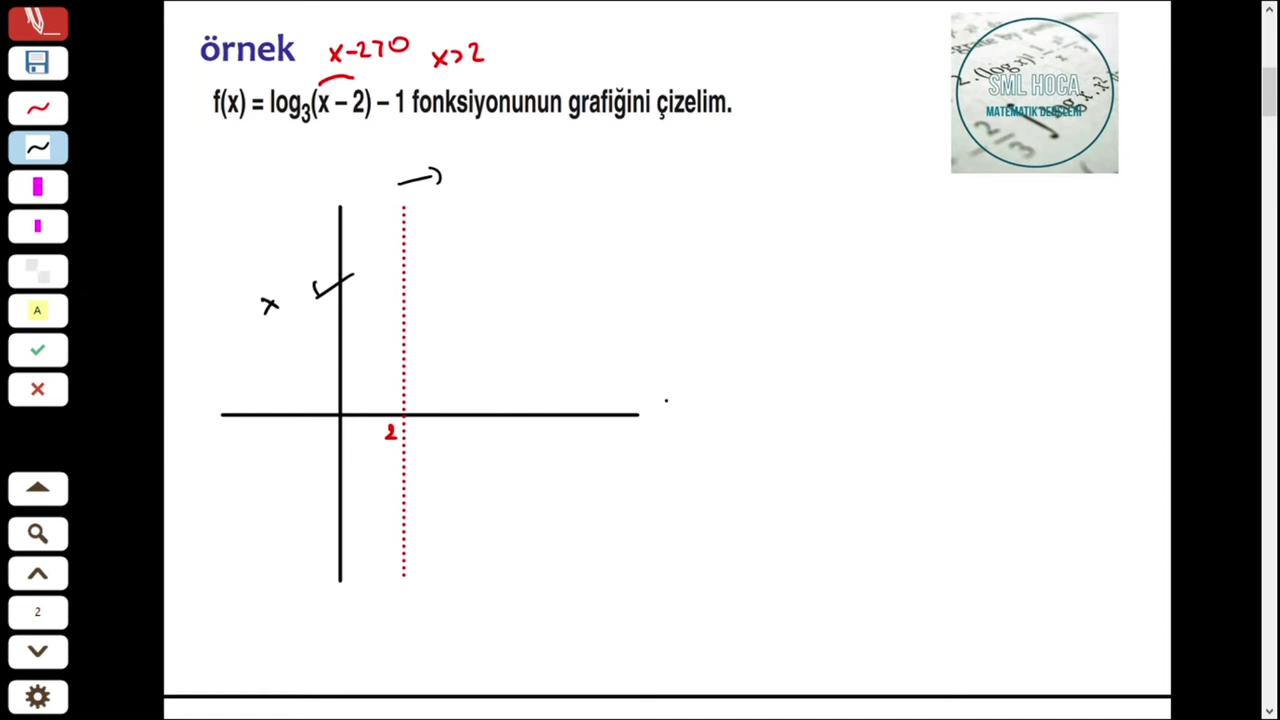 örnek x-2>0 x>2
f(x) = log₃(x – 2) – 1 fonksiyonunun grafiğini çizelim.
SML HOCA
MATEMATİK DERSLERİ
x
2
A
2